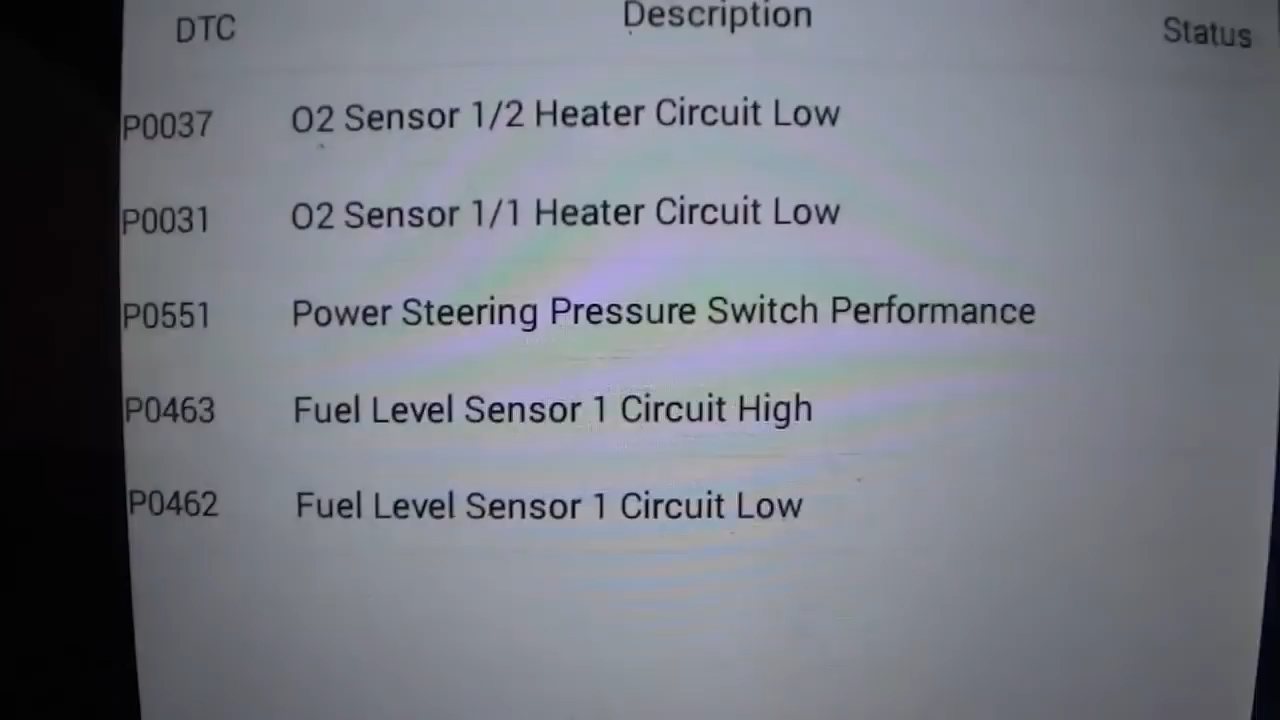 DTC Description Status
P0037 O2 Sensor 1/2 Heater Circuit Low
P0031 O2 Sensor 1/1 Heater Circuit Low
P0551 Power Steering Pressure Switch Performance
P0463 Fuel Level Sensor 1 Circuit High
P0462 Fuel Level Sensor 1 Circuit Low